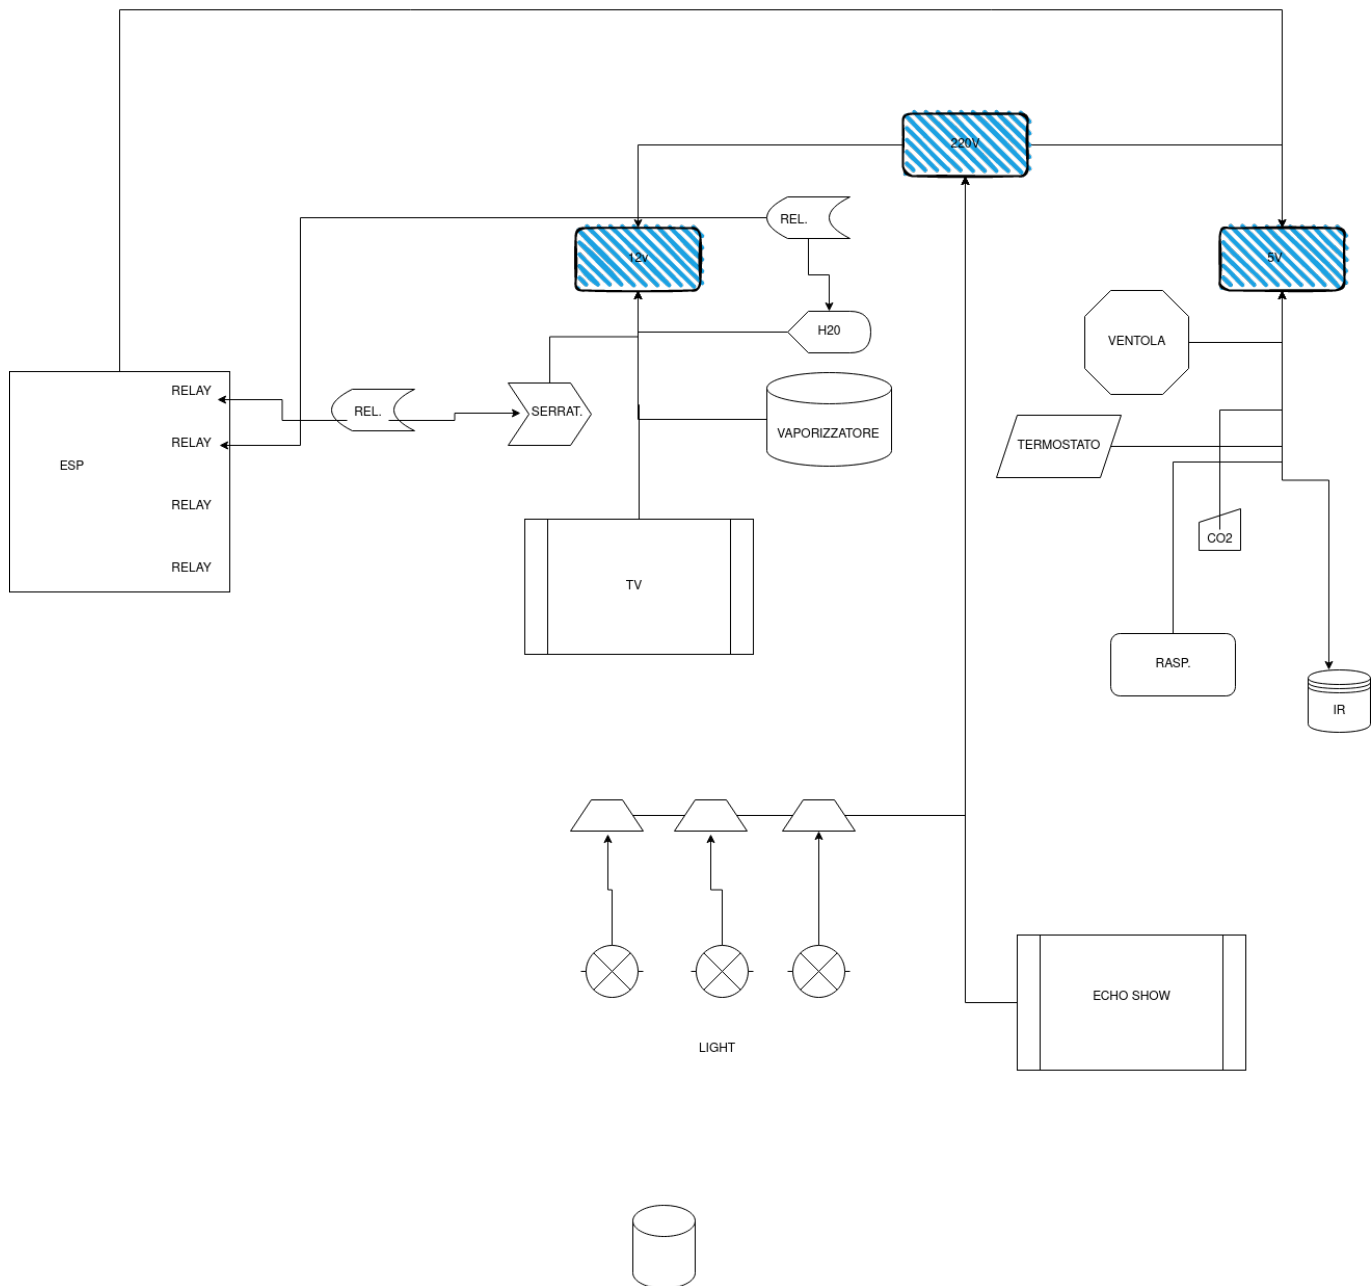 220V
REL.
12v
5V
H20
VENTOLA
RELAY
REL.
SERRAT.
VAPORIZZATORE
RELAY
TERMOSTATO
ESP
RELAY
CO2
RELAY
TV
RASP.
IR
ECHO SHOW
LIGHT